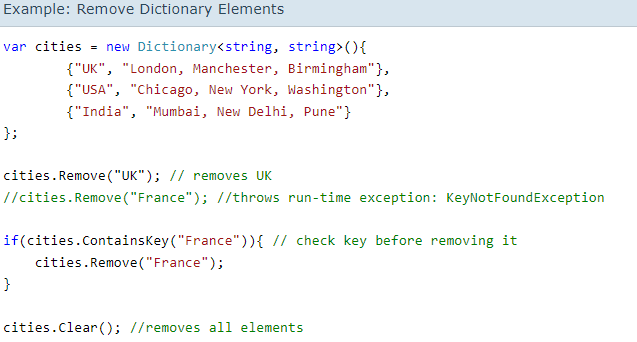 Example: Remove Dictionary Elements
var cities = new Dictionary<string, string>(){
        {"UK", "London, Manchester, Birmingham"},
        {"USA", "Chicago, New York, Washington"},
        {"India", "Mumbai, New Delhi, Pune"}
};
cities.Remove("UK"); // removes UK
//cities.Remove("France"); //throws run-time exception: KeyNotFoundException
if(cities.ContainsKey("France")){ // check key before removing it
    cities.Remove("France");
}
cities.Clear(); //removes all elements